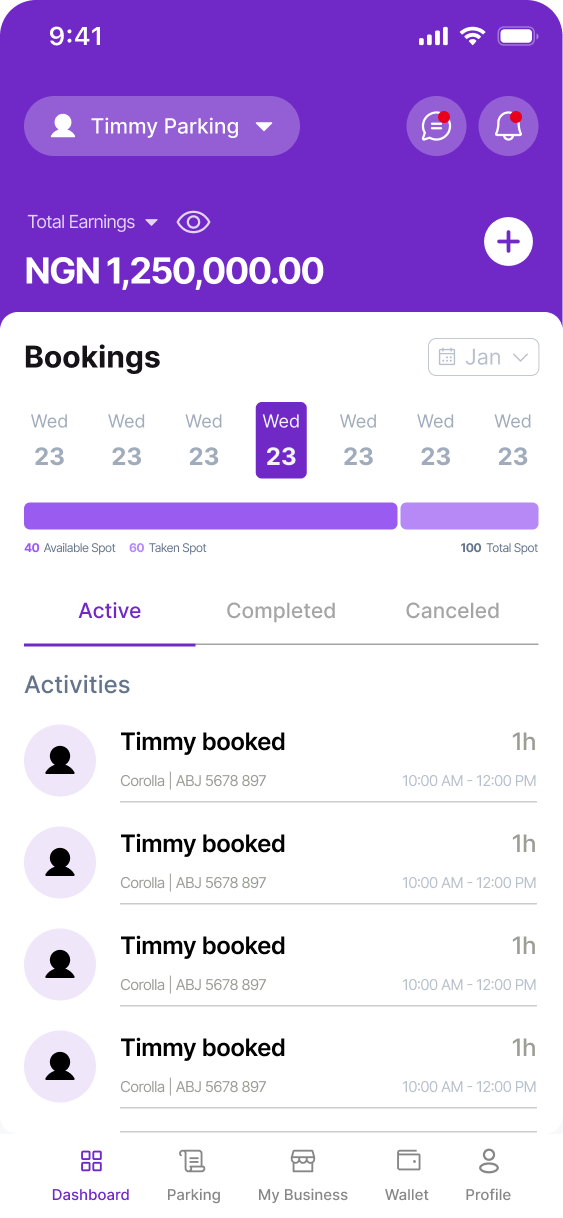 9:41
Timmy Parking
Total Earnings
NGN 1,250,000.00
Bookings
Jan
Wed Wed Wed Wed Wed Wed Wed
23 23 23 23 23 23 23
40 Available Spot 60 Taken Spot 100 Total Spot
Active Completed Canceled
Activities
Timmy booked 1h
Corolla | ABJ 5678 897 10:00 AM - 12:00 PM
Timmy booked 1h
Corolla | ABJ 5678 897 10:00 AM - 12:00 PM
Timmy booked 1h
Corolla | ABJ 5678 897 10:00 AM - 12:00 PM
Timmy booked 1h
Corolla | ABJ 5678 897 10:00 AM - 12:00 PM
Dashboard Parking My Business Wallet Profile